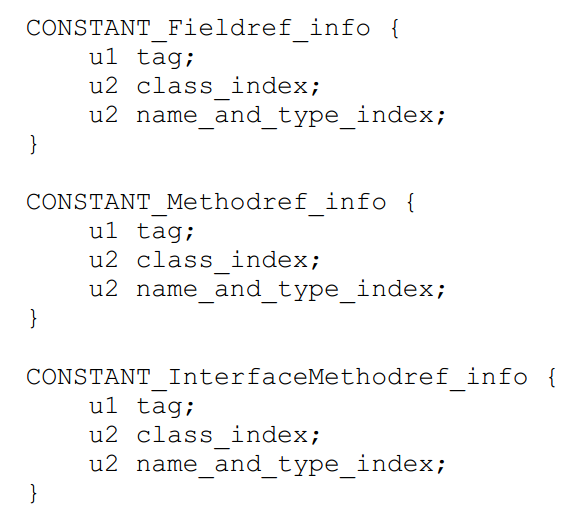 CONSTANT_Fieldref_info {
    u1 tag;
    u2 class_index;
    u2 name_and_type_index;
}

CONSTANT_Methodref_info {
    u1 tag;
    u2 class_index;
    u2 name_and_type_index;
}

CONSTANT_InterfaceMethodref_info {
    u1 tag;
    u2 class_index;
    u2 name_and_type_index;
}